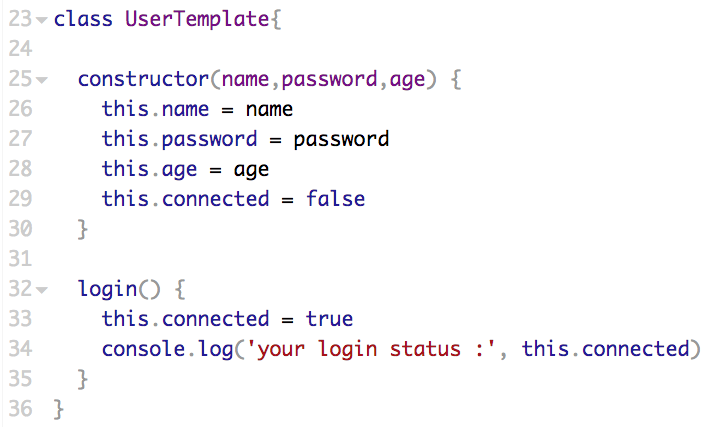 23 class UserTemplate{
24
25   constructor(name,password,age) {
26     this.name = name
27     this.password = password
28     this.age = age
29     this.connected = false
30   }
31
32   login() {
33     this.connected = true
34     console.log('your login status :', this.connected)
35   }
36 }